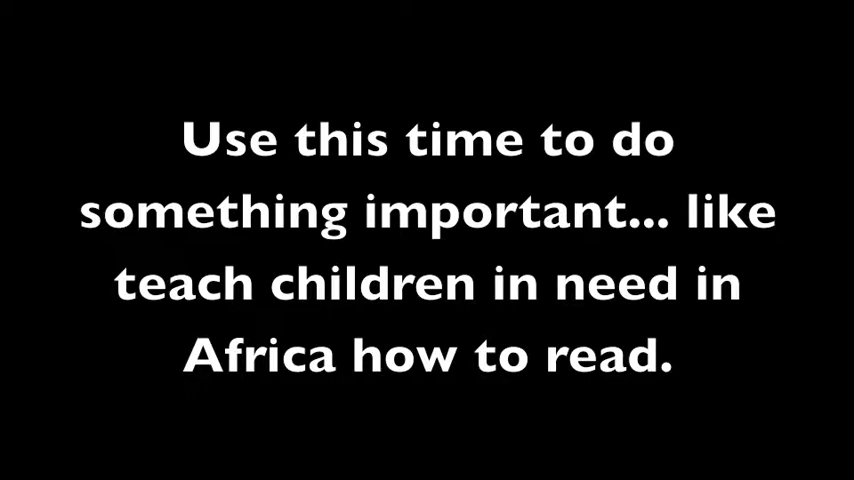 Use this time to do
something important... like
teach children in need in
Africa how to read.